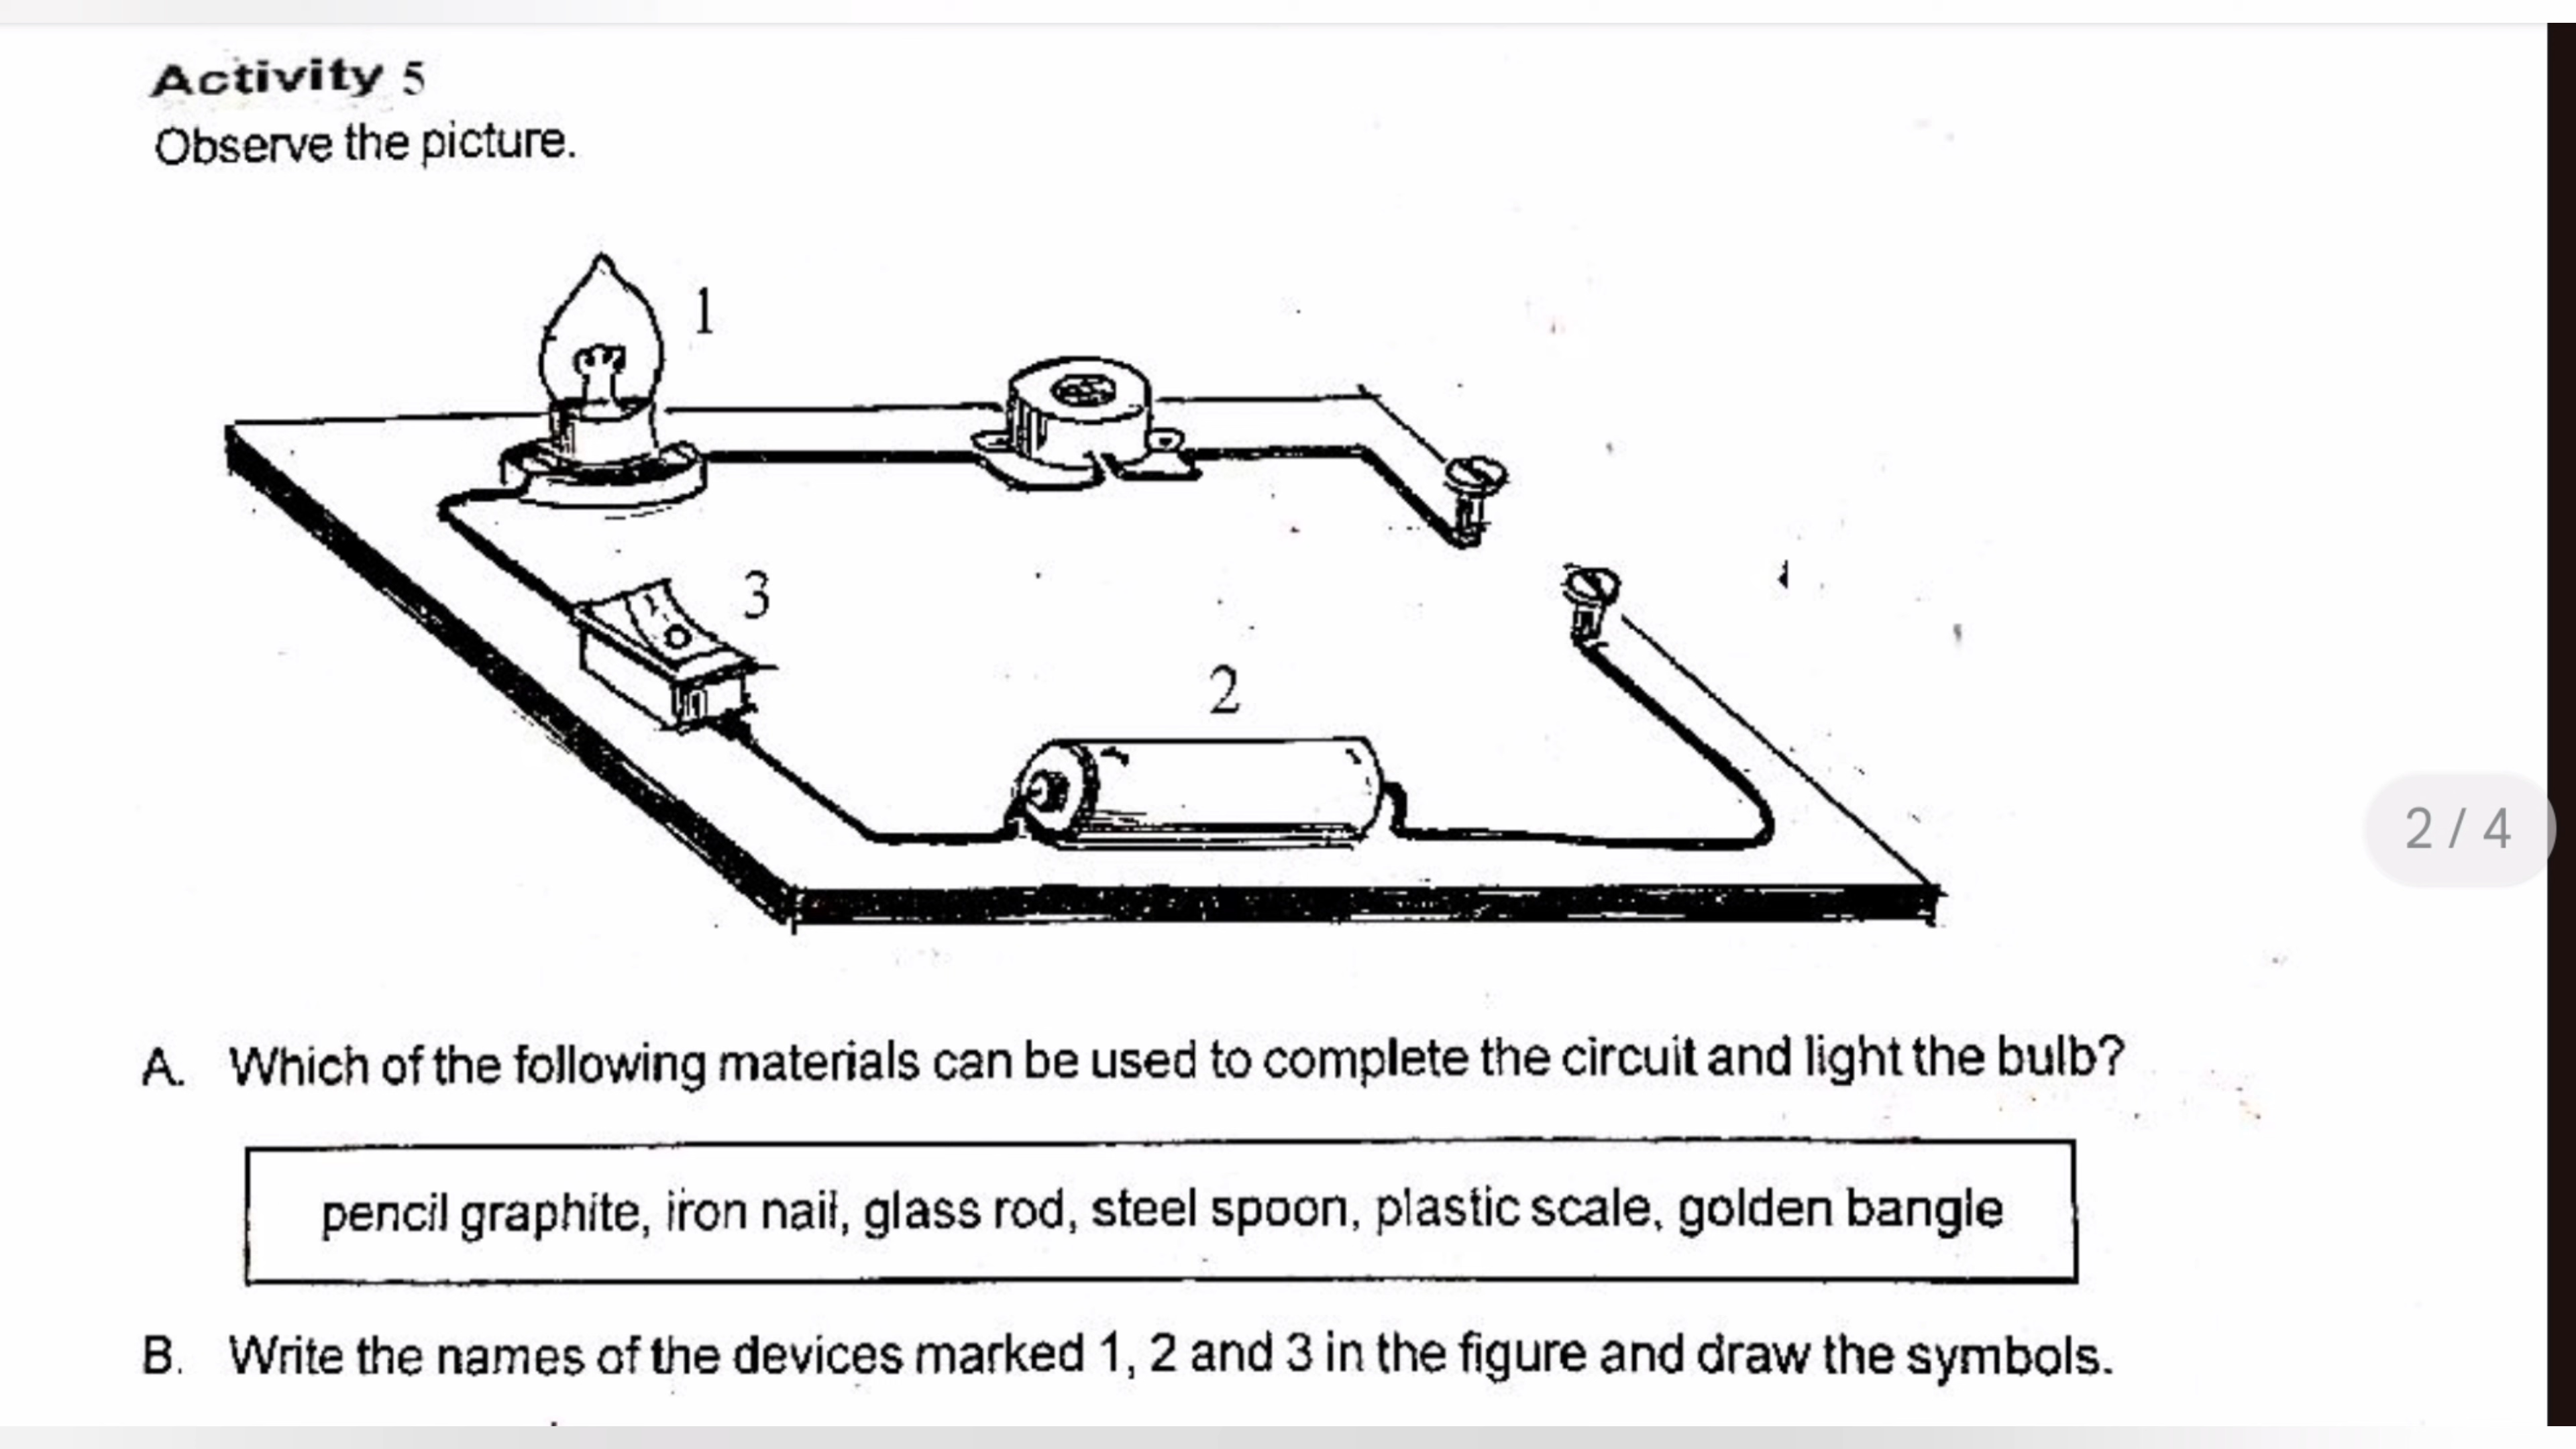 Activity 5
Observe the picture.
1
3
2
2 / 4
A. Which of the following materials can be used to complete the circuit and light the bulb?
pencil graphite, iron nail, glass rod, steel spoon, plastic scale, golden bangle
B. Write the names of the devices marked 1, 2 and 3 in the figure and draw the symbols.